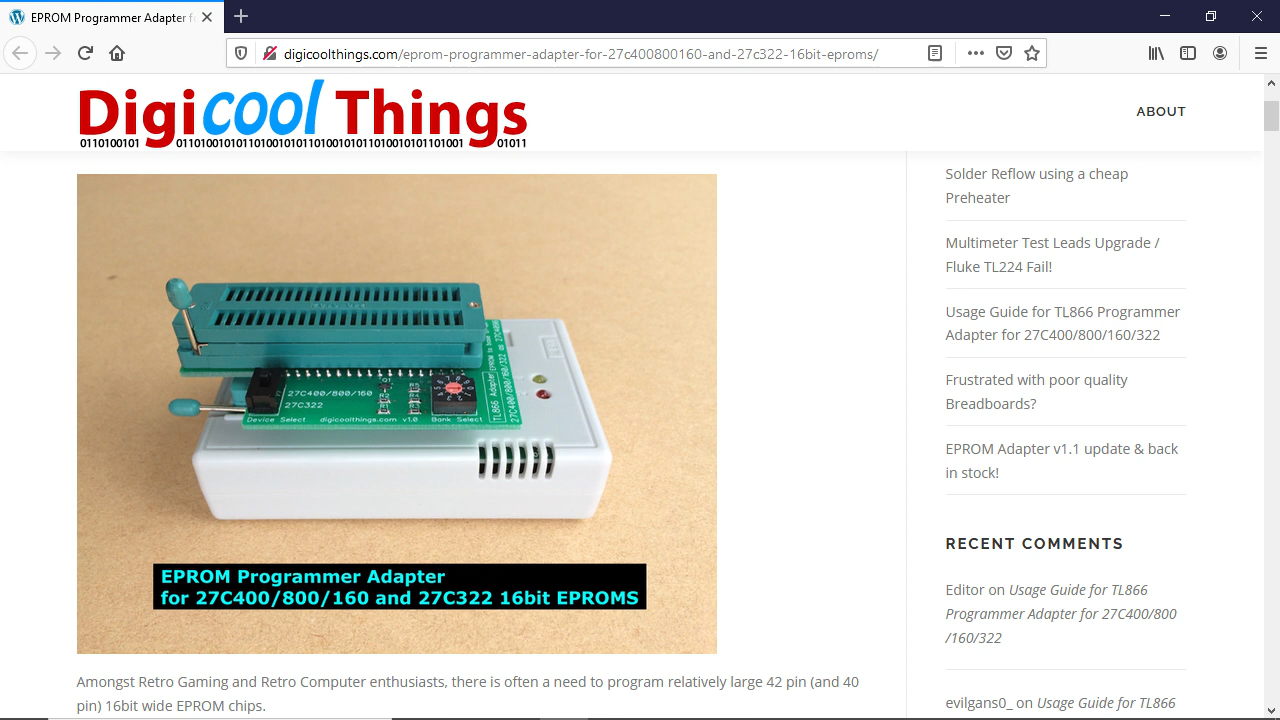 EPROM Programmer Adapter f
digicoolthings.com/eprom-programmer-adapter-for-27c400800160-and-27c322-16bit-eproms/
Digicool Things
0110100101 01101001010110100101011010010101101001010110 1001 01011
ABOUT
27C400/800/160
27C322
Device Select digicoolthings.com v1.0 Bank Select
TL866 Adapter
27C400/800/160/322
EPROM Programmer Adapter
for 27C400/800/160 and 27C322 16bit EPROMS
Amongst Retro Gaming and Retro Computer enthusiasts, there is often a need to program relatively large 42 pin (and 40
pin) 16bit wide EPROM chips.
Solder Reflow using a cheap
Preheater
Multimeter Test Leads Upgrade /
Fluke TL224 Fail!
Usage Guide for TL866 Programmer
Adapter for 27C400/800/160/322
Frustrated with poor quality
Breadboards?
EPROM Adapter v1.1 update & back
in stock!
RECENT COMMENTS
Editor on Usage Guide for TL866
Programmer Adapter for 27C400/800
/160/322
evilgans0_ on Usage Guide for TL866